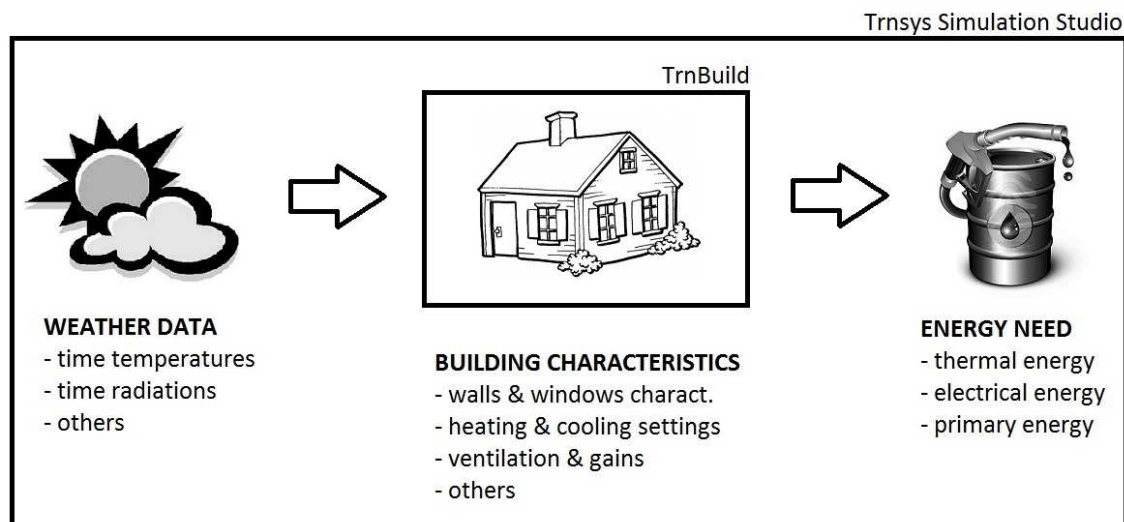 Trnsys Simulation Studio
TrnBuild
WEATHER DATA
- time temperatures
- time radiations
- others
BUILDING CHARACTERISTICS
- walls & windows charact.
- heating & cooling settings
- ventilation & gains
- others
ENERGY NEED
- thermal energy
- electrical energy
- primary energy